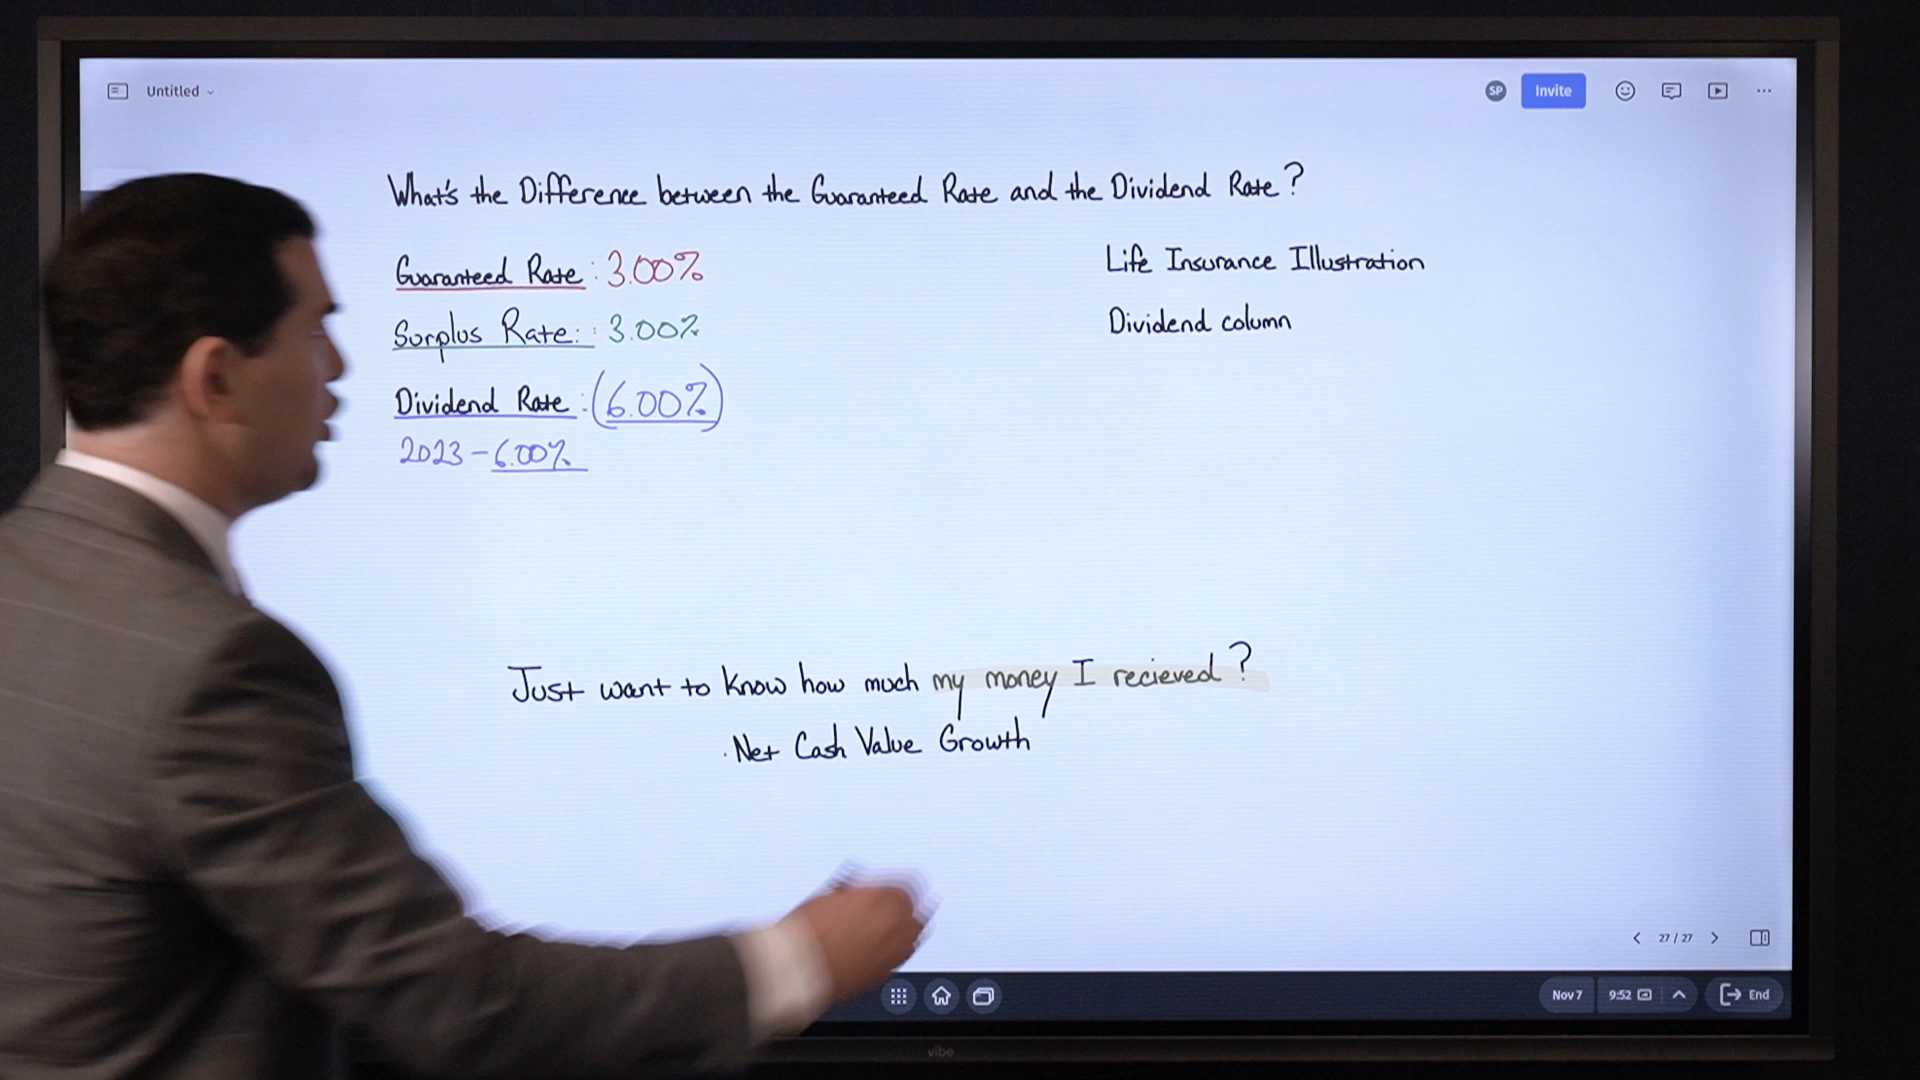 Untitled
SP
Invite
What's the Difference between the Guaranteed Rate and the Dividend Rate?
Guaranteed Rate: 3.00%
Surplus Rate: : 3.00%
Dividend Rate: (6.00%)
2023 - 6.00%
Life Insurance Illustration
Dividend column
Just want to know how much my money I recieved?
· Net Cash Value Growth
27 / 27
Nov 7
9:52
End
vibe